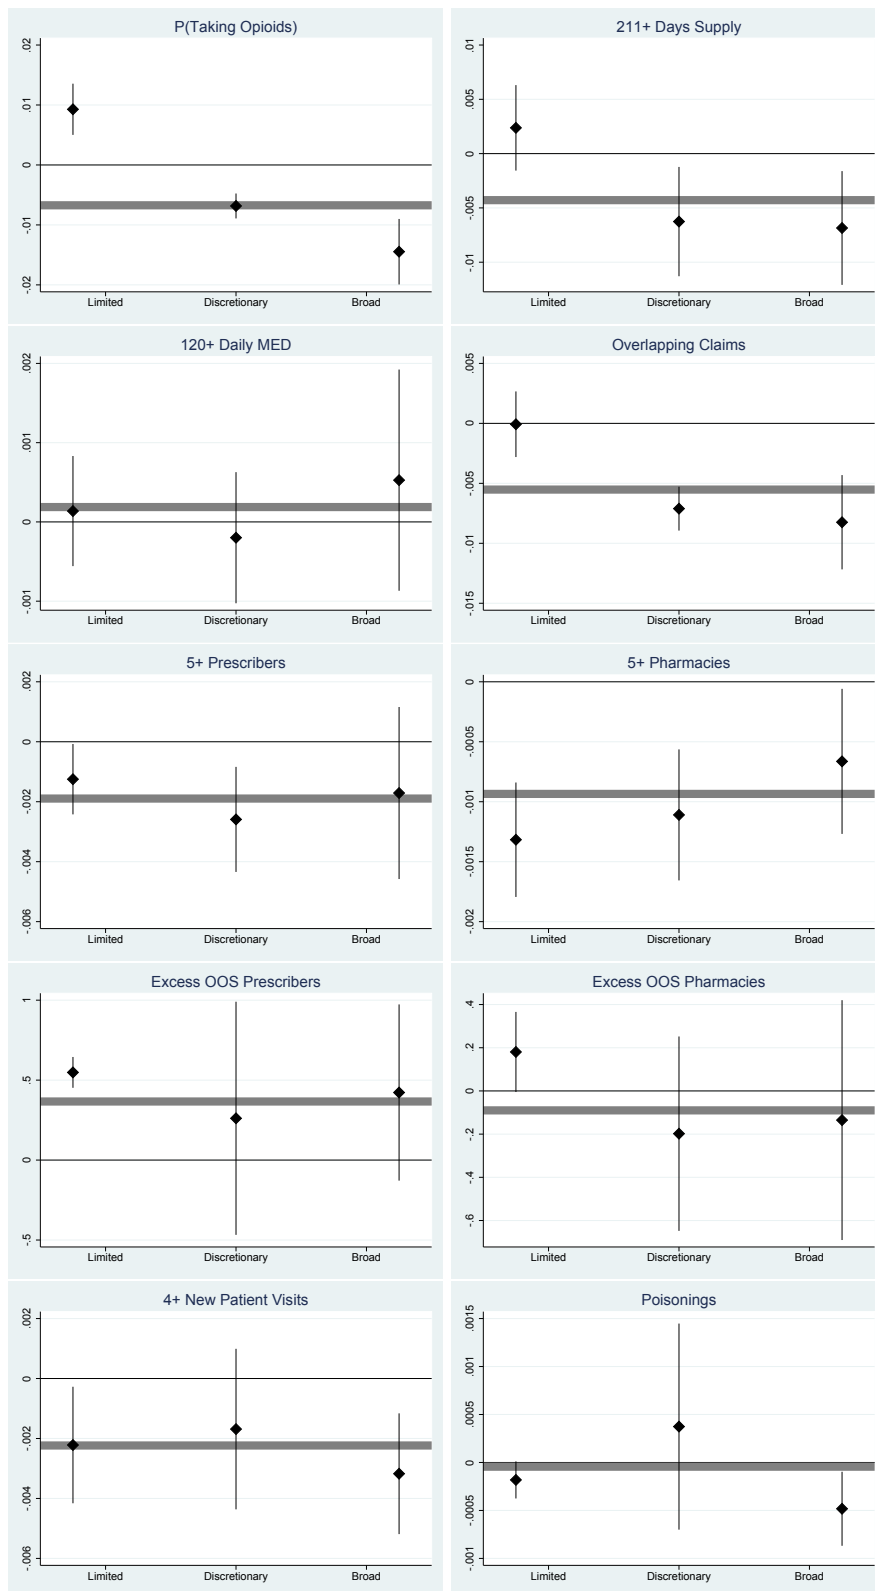 P(Taking Opioids)
.02
.01
0
-.01
-.02
Limited Discretionary Broad
211+ Days Supply
.01
.005
0
-.005
-.01
Limited Discretionary Broad
120+ Daily MED
.002
.001
0
-.001
Limited Discretionary Broad
Overlapping Claims
.005
0
-.005
-.01
-.015
Limited Discretionary Broad
5+ Prescribers
.002
0
-.002
-.004
-.006
Limited Discretionary Broad
5+ Pharmacies
0
-.0005
-.001
-.0015
-.002
Limited Discretionary Broad
Excess OOS Prescribers
1
.5
0
-.5
Limited Discretionary Broad
Excess OOS Pharmacies
.4
.2
0
-.2
-.4
-.6
Limited Discretionary Broad
4+ New Patient Visits
.002
0
-.002
-.004
-.006
Limited Discretionary Broad
Poisonings
.0015
.001
.0005
0
-.0005
-.001
Limited Discretionary Broad